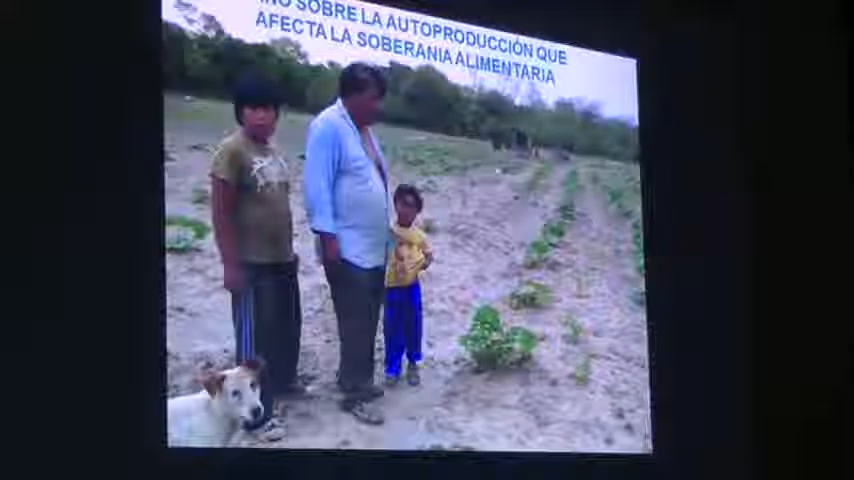 SOBRE LA AUTOPRODUCCIÓN QUE
AFECTA LA SOBERANIA ALIMENTARIA